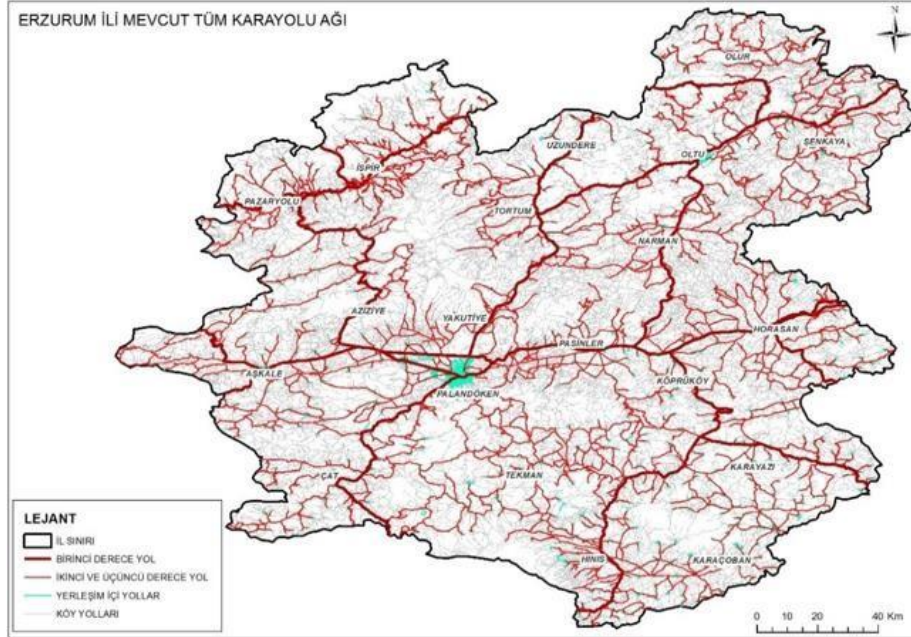 ERZURUM İLİ MEVCUT TÜM KARAYOLU AĞI
N
OLUR
UZUNDERE
OLTU
ŞENKAYA
İSPİR
PAZARYOLU
TORTUM
NARMAN
AZİZİYE
YAKUTİYE
HORASAN
PASİNLER
AŞKALE
KÖPRÜKÖY
PALANDÖKEN
ÇAT
TEKMAN
KARAYAZI
HINIS
KARAÇOBAN
LEJANT
İL SINIRI
BİRİNCİ DERECE YOL
İKİNCİ VE ÜÇÜNCÜ DERECE YOL
YERLEŞİM İÇİ YOLLAR
KÖY YOLLARI
0 10 20 40 Km